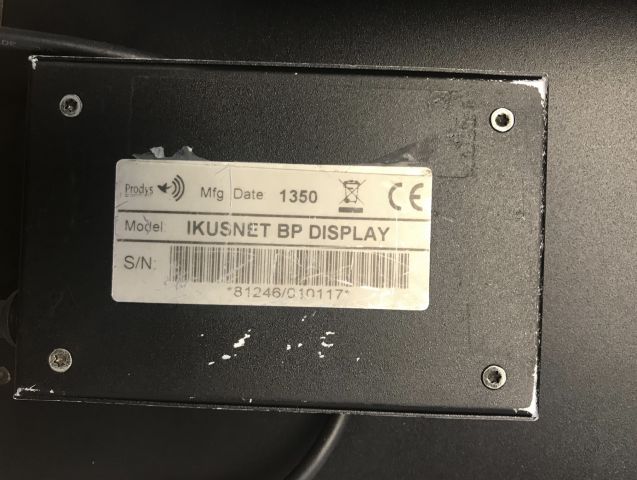 Prodys Mfg Date 1350 CE
Model IKUSNET BP DISPLAY
S/N:
*81246/010117*